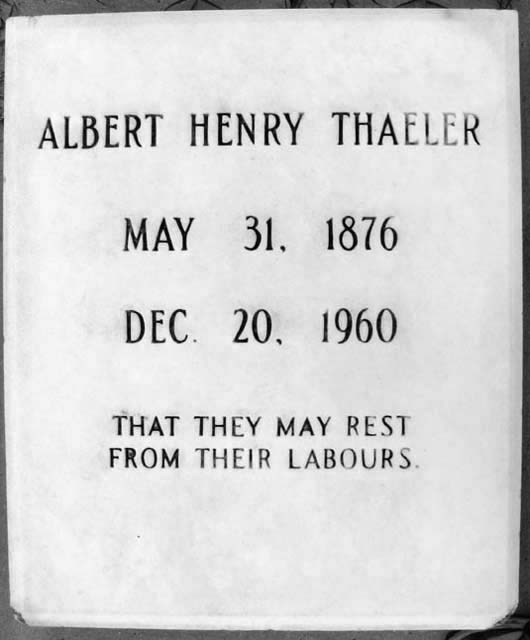 ALBERT HENRY THAELER
MAY 31, 1876
DEC. 20, 1960
THAT THEY MAY REST
FROM THEIR LABOURS.